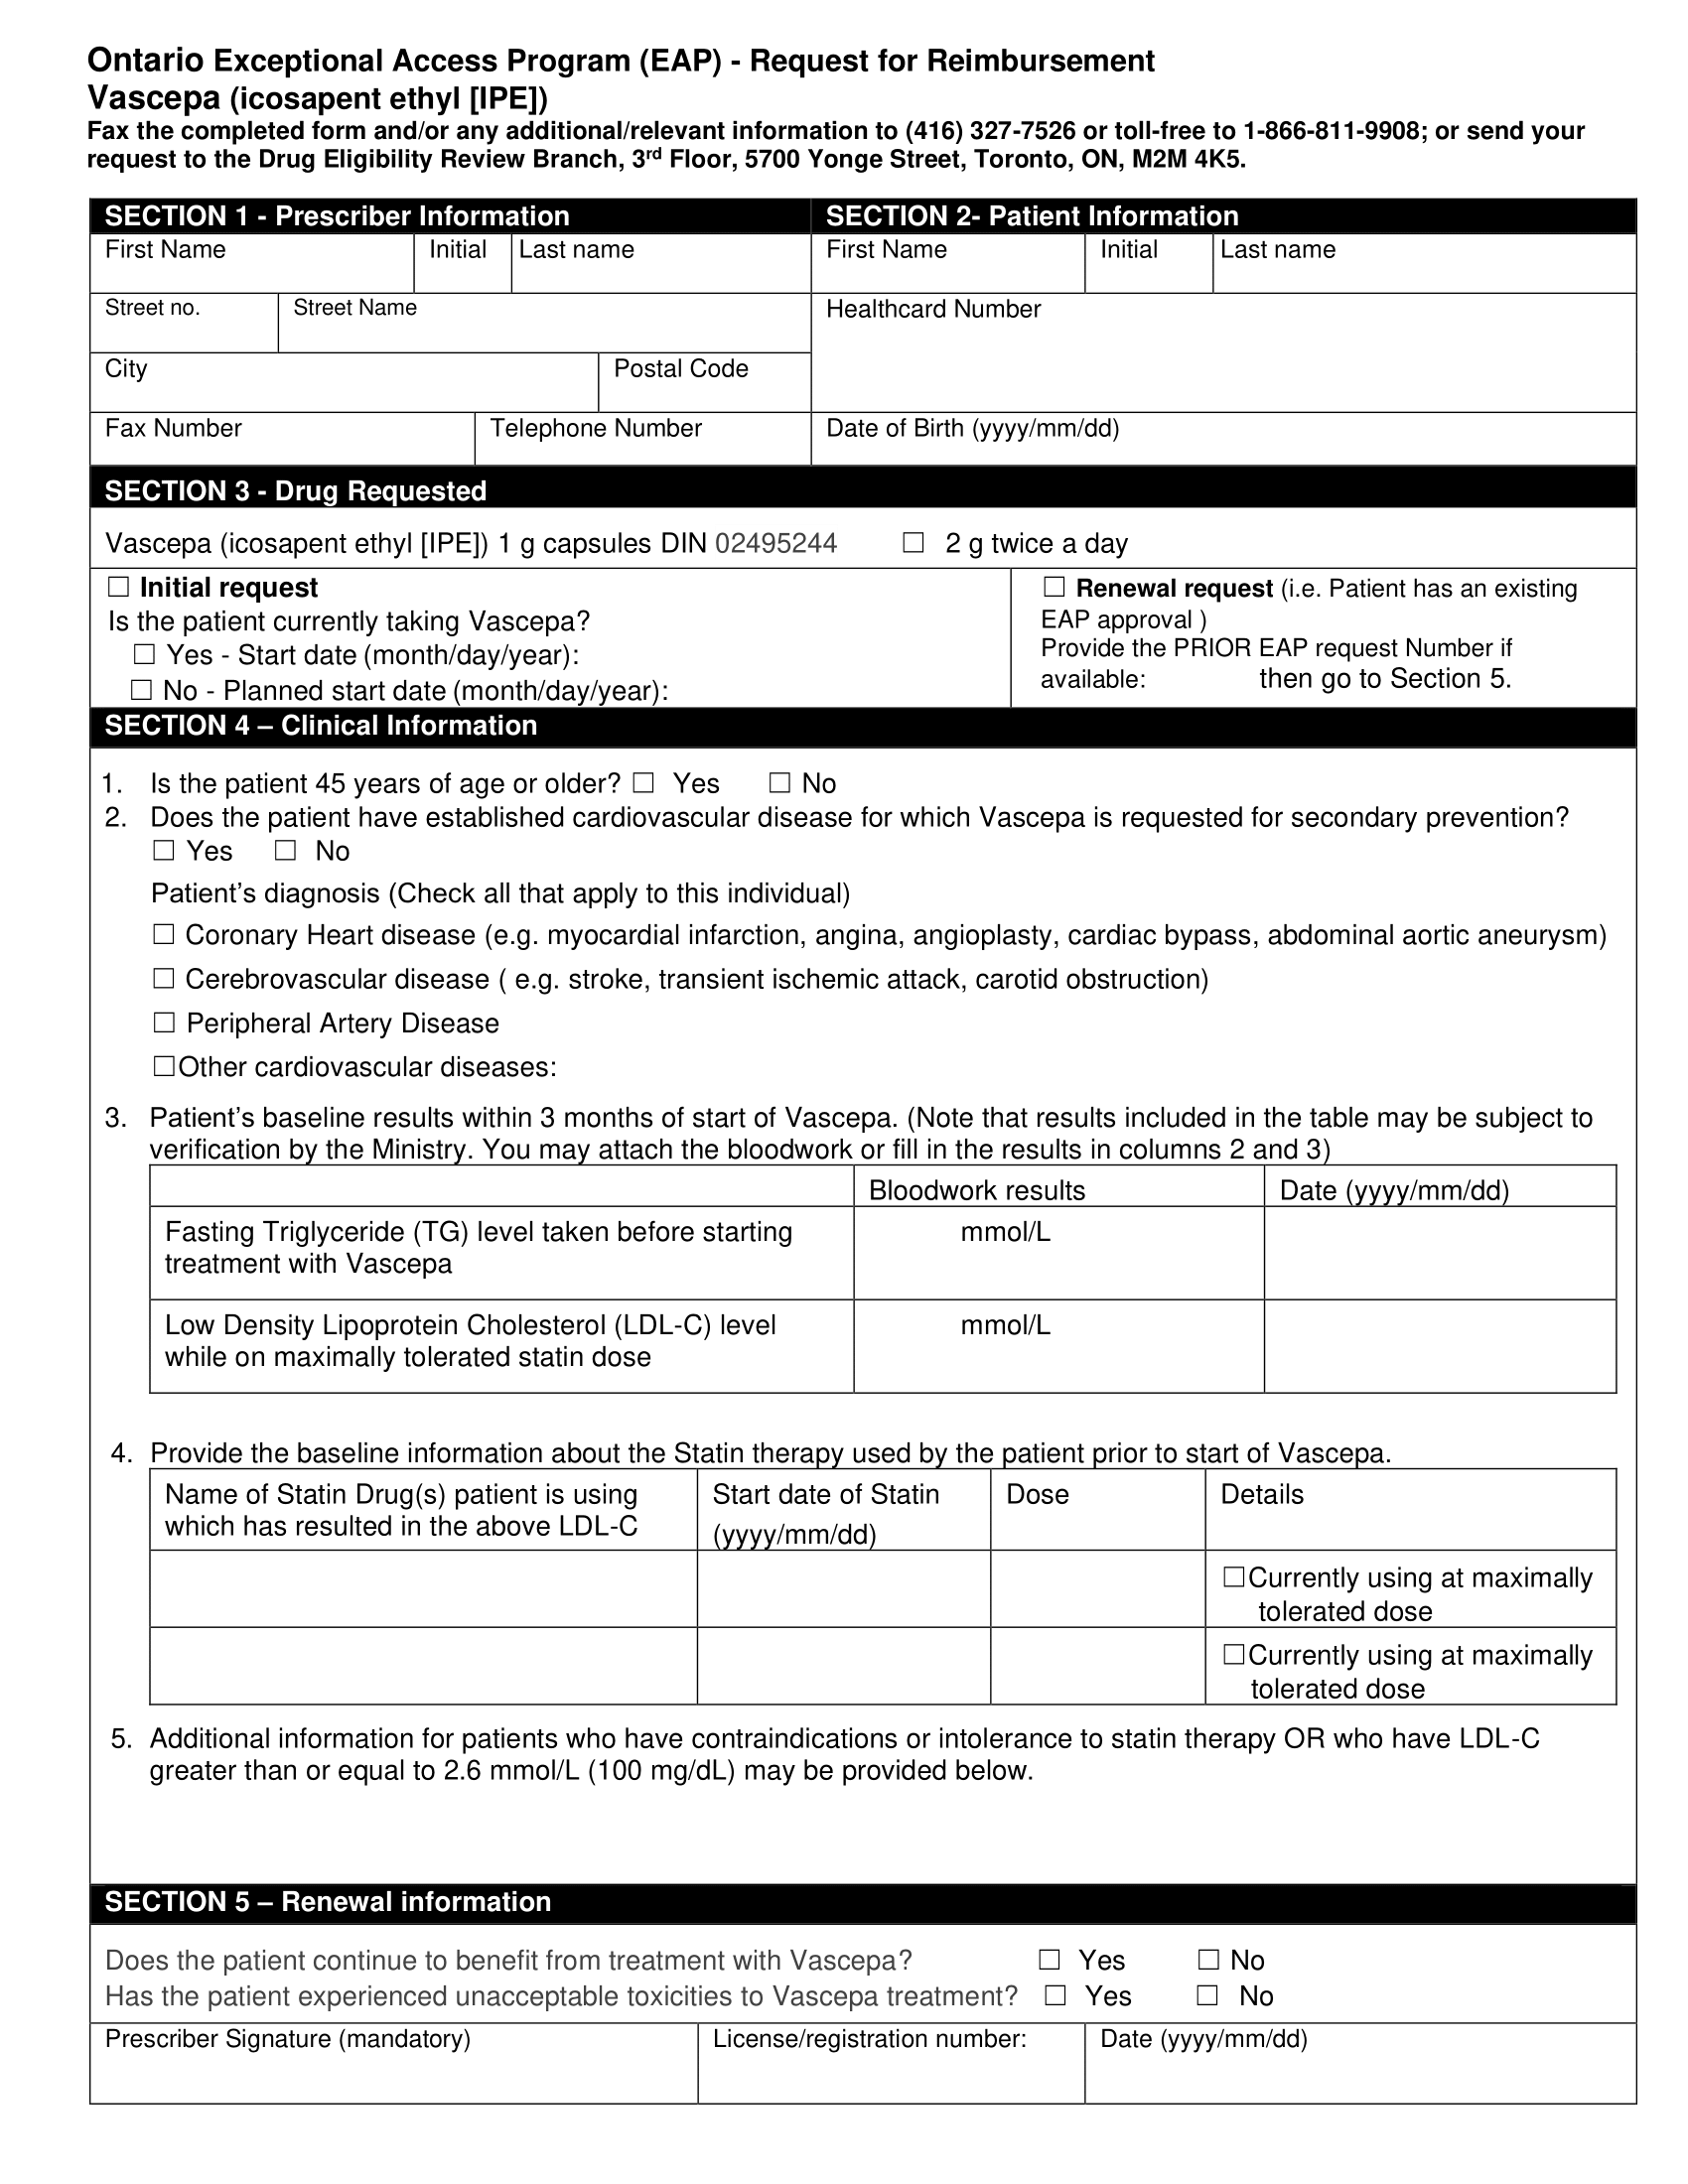 Ontario Exceptional Access Program (EAP) - Request for Reimbursement
Vascepa (icosapent ethyl [IPE])
Fax the completed form and/or any additional/relevant information to (416) 327-7526 or toll-free to 1-866-811-9908; or send your
request to the Drug Eligibility Review Branch, 3rd Floor, 5700 Yonge Street, Toronto, ON, M2M 4K5.
SECTION 1 - Prescriber Information
SECTION 2- Patient Information
First Name Initial Last name
First Name Initial Last name
Street no. Street Name
Healthcard Number
City Postal Code
Fax Number Telephone Number
Date of Birth (yyyy/mm/dd)
SECTION 3 - Drug Requested
Vascepa (icosapent ethyl [IPE]) 1 g capsules DIN 02495244 ☐ 2 g twice a day
☐ Initial request
Is the patient currently taking Vascepa?
☐ Yes - Start date (month/day/year):
☐ No - Planned start date (month/day/year):
☐ Renewal request (i.e. Patient has an existing
EAP approval )
Provide the PRIOR EAP request Number if
available: then go to Section 5.
SECTION 4 – Clinical Information
1. Is the patient 45 years of age or older? ☐ Yes ☐ No
2. Does the patient have established cardiovascular disease for which Vascepa is requested for secondary prevention?
☐ Yes ☐ No
Patient’s diagnosis (Check all that apply to this individual)
☐ Coronary Heart disease (e.g. myocardial infarction, angina, angioplasty, cardiac bypass, abdominal aortic aneurysm)
☐ Cerebrovascular disease ( e.g. stroke, transient ischemic attack, carotid obstruction)
☐ Peripheral Artery Disease
☐Other cardiovascular diseases:
3. Patient’s baseline results within 3 months of start of Vascepa. (Note that results included in the table may be subject to
verification by the Ministry. You may attach the bloodwork or fill in the results in columns 2 and 3)
Bloodwork results Date (yyyy/mm/dd)
Fasting Triglyceride (TG) level taken before starting mmol/L
treatment with Vascepa
Low Density Lipoprotein Cholesterol (LDL-C) level mmol/L
while on maximally tolerated statin dose
4. Provide the baseline information about the Statin therapy used by the patient prior to start of Vascepa.
Name of Statin Drug(s) patient is using Start date of Statin Dose Details
which has resulted in the above LDL-C (yyyy/mm/dd)
☐Currently using at maximally
tolerated dose
☐Currently using at maximally
tolerated dose
5. Additional information for patients who have contraindications or intolerance to statin therapy OR who have LDL-C
greater than or equal to 2.6 mmol/L (100 mg/dL) may be provided below.
SECTION 5 – Renewal information
Does the patient continue to benefit from treatment with Vascepa? ☐ Yes ☐ No
Has the patient experienced unacceptable toxicities to Vascepa treatment? ☐ Yes ☐ No
Prescriber Signature (mandatory) License/registration number: Date (yyyy/mm/dd)